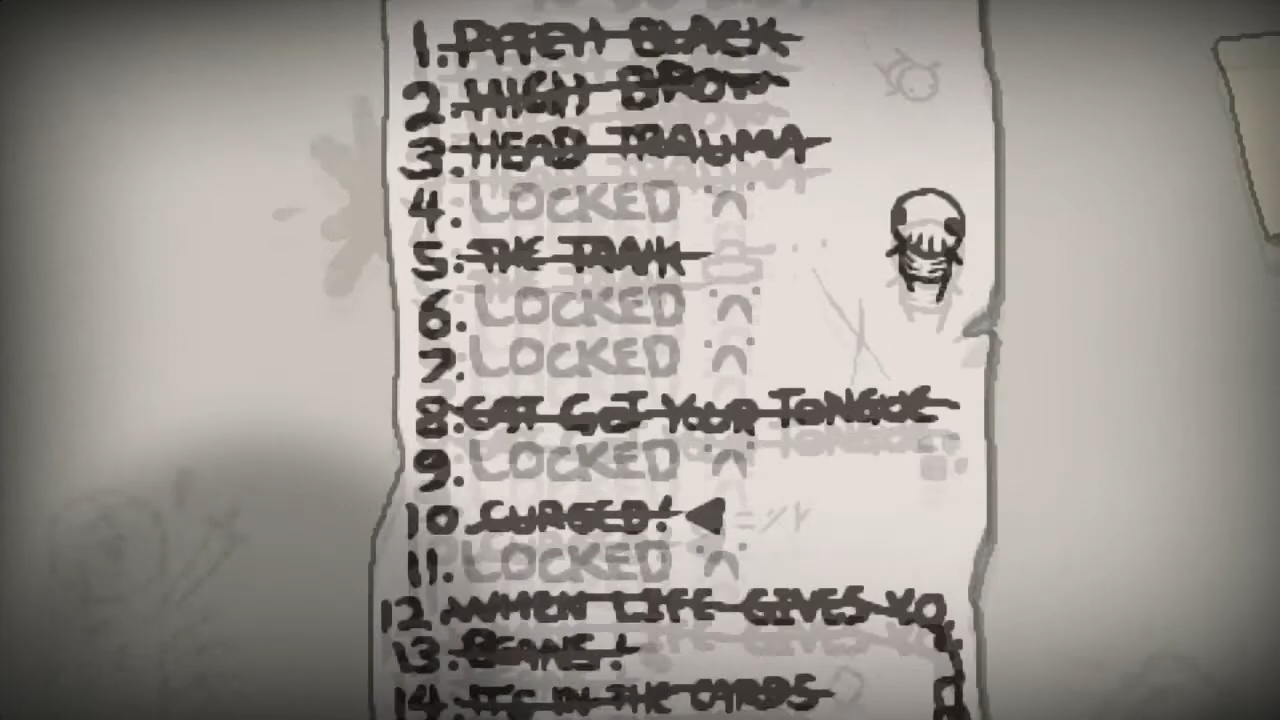 1. PITCH BLACK
2. HIGH BROW
3. HEAD TRAUMA
4. LOCKED
5. THE TANK
6. LOCKED
7. LOCKED
8. CAT GOT YOUR TONGUE
9. LOCKED
10. CURSED!
11. LOCKED
12. WHEN LIFE GIVES YO
13. BEANS!
14. IT'S IN THE CARDS